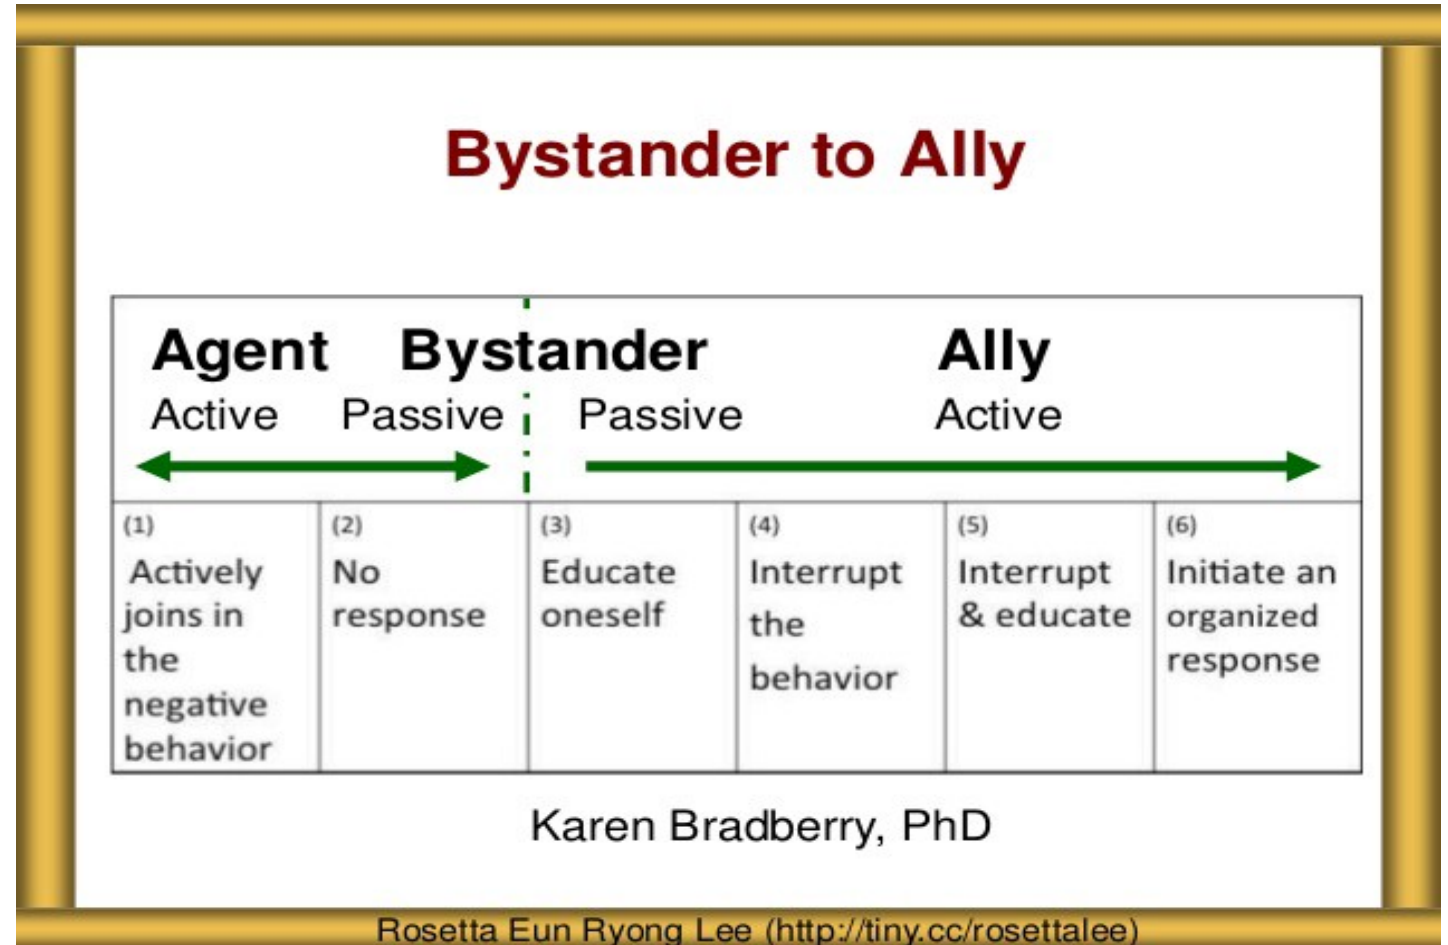 Bystander to Ally
Agent Bystander Ally
Active Passive Passive Active
(1)
Actively
joins in
the
negative
behavior
(2)
No
response
(3)
Educate
oneself
(4)
Interrupt
the
behavior
(5)
Interrupt
& educate
(6)
Initiate an
organized
response
Karen Bradberry, PhD
Rosetta Eun Ryong Lee (http://tiny.cc/rosettalee)